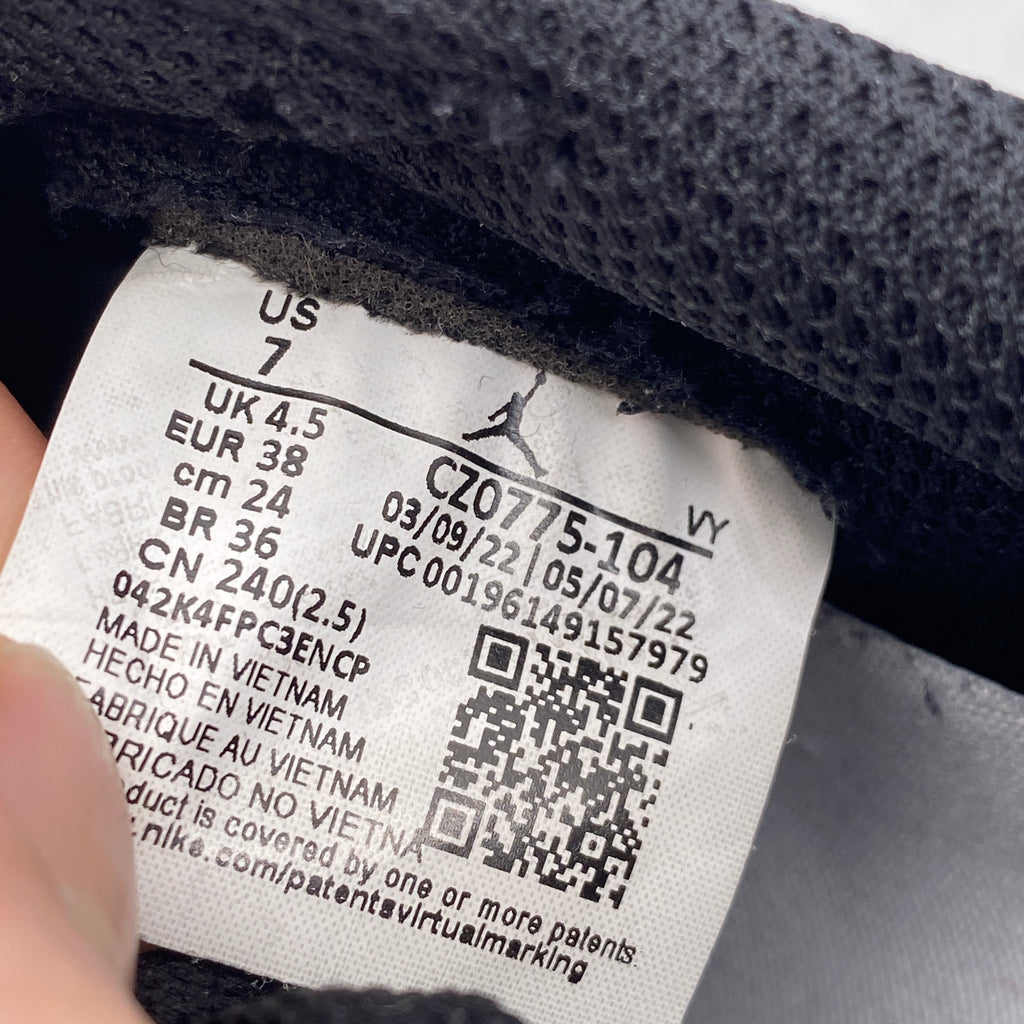 US
7
UK 4.5
EUR 38
cm 24
BR 36
CN 240(2.5)
042K4FPC3ENCP
MADE IN VIETNAM
HECHO EN VIETNAM
FABRIQUE AU VIETNAM
BRICADO NO VIETNA
duct is covered by one or more patents.
.nike.com/patentsvirtualmarking
VY
CZ0775-104
03/09/22 | 05/07/22
UPC 00196149157979